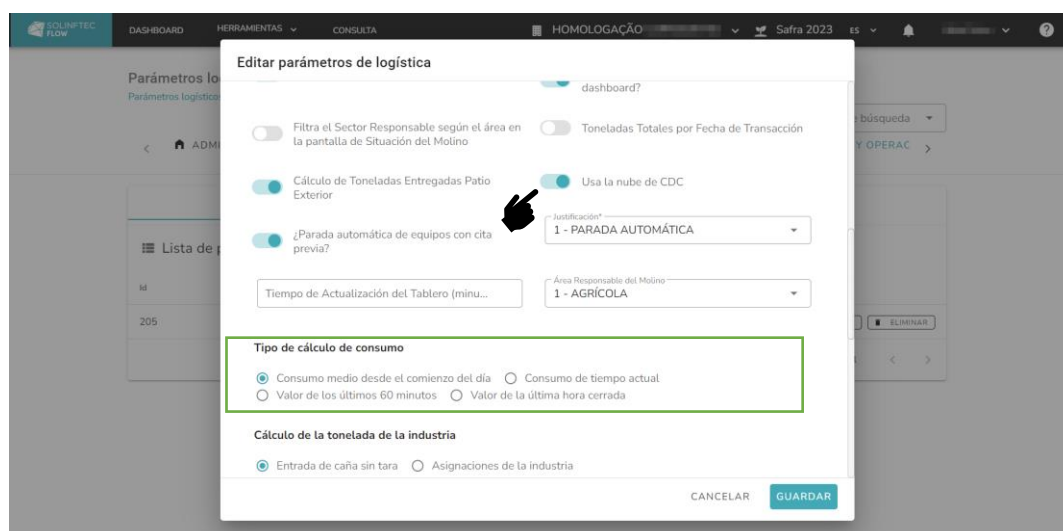 SOLINFTEC
FLOW
DASHBOARD
HERRAMIENTAS
CONSULTA
HOMOLOGAÇÃO
Safra 2023
ES
Editar parámetros de logística
Parámetros lo
Parámetros logístico
dashboard?
Filtra el Sector Responsable según el área en
la pantalla de Situación del Molino
Toneladas Totales por Fecha de Transacción
búsqueda
ADMI
Y OPERAC
Cálculo de Toneladas Entregadas Patio
Exterior
Usa la nube de CDC
¿Parada automática de equipos con cita
previa?
Justificación*
1 - PARADA AUTOMÁTICA
Lista de p
Id
Tiempo de Actualización del Tablero (minu...
Área Responsable del Molino
1 - AGRÍCOLA
205
ELIMINAR
Tipo de cálculo de consumo
Consumo medio desde el comienzo del día
Consumo de tiempo actual
Valor de los últimos 60 minutos
Valor de la última hora cerrada
Cálculo de la tonelada de la industria
Entrada de caña sin tara
Asignaciones de la industria
CANCELAR
GUARDAR